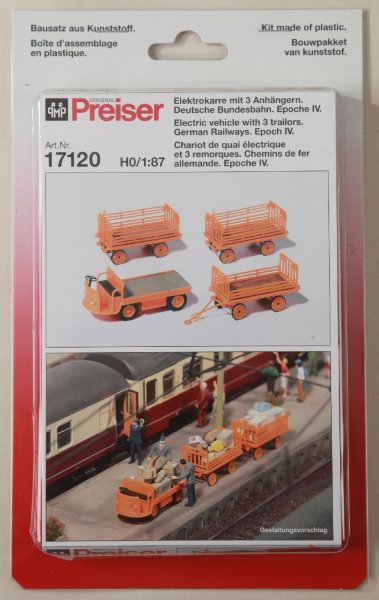 Bausatz aus Kunststoff.
Boîte d'assemblage
en plastique.
Kit made of plastic.
Bouwpakket
van kunststof.
PMP
ORIGINAL
Preiser
Art.Nr.
17120 H0/1:87
Elektrokarre mit 3 Anhängern.
Deutsche Bundesbahn. Epoche IV.
Electric vehicle with 3 trailors.
German Railways. Epoch IV.
Chariot de quai électrique
et 3 remorques. Chemins de fer
allemande. Epoche IV.
Gestaltungsvorschlag
Preiser